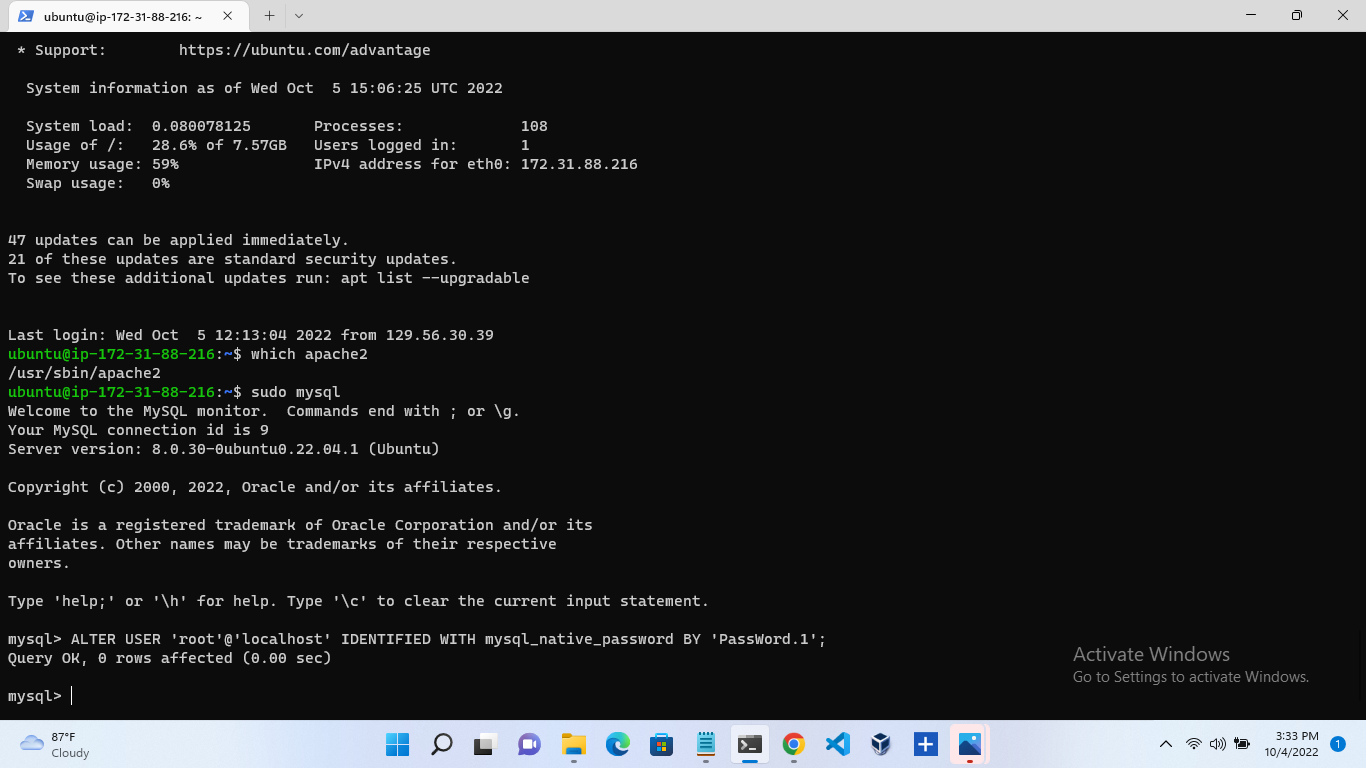 ubuntu@ip-172-31-88-216: ~
* Support:        https://ubuntu.com/advantage
System information as of Wed Oct  5 15:06:25 UTC 2022
System load:  0.080078125       Processes:             108
Usage of /:   28.6% of 7.57GB   Users logged in:       1
Memory usage: 59%               IPv4 address for eth0: 172.31.88.216
Swap usage:   0%
47 updates can be applied immediately.
21 of these updates are standard security updates.
To see these additional updates run: apt list --upgradable
Last login: Wed Oct  5 12:13:04 2022 from 129.56.30.39
ubuntu@ip-172-31-88-216:~$ which apache2
/usr/sbin/apache2
ubuntu@ip-172-31-88-216:~$ sudo mysql
Welcome to the MySQL monitor.  Commands end with ; or \g.
Your MySQL connection id is 9
Server version: 8.0.30-0ubuntu0.22.04.1 (Ubuntu)
Copyright (c) 2000, 2022, Oracle and/or its affiliates.
Oracle is a registered trademark of Oracle Corporation and/or its
affiliates. Other names may be trademarks of their respective
owners.
Type 'help;' or '\h' for help. Type '\c' to clear the current input statement.
mysql> ALTER USER 'root'@'localhost' IDENTIFIED WITH mysql_native_password BY 'PassWord.1';
Query OK, 0 rows affected (0.00 sec)
mysql>
Activate Windows
Go to Settings to activate Windows.
87°F
Cloudy
3:33 PM
10/4/2022
1